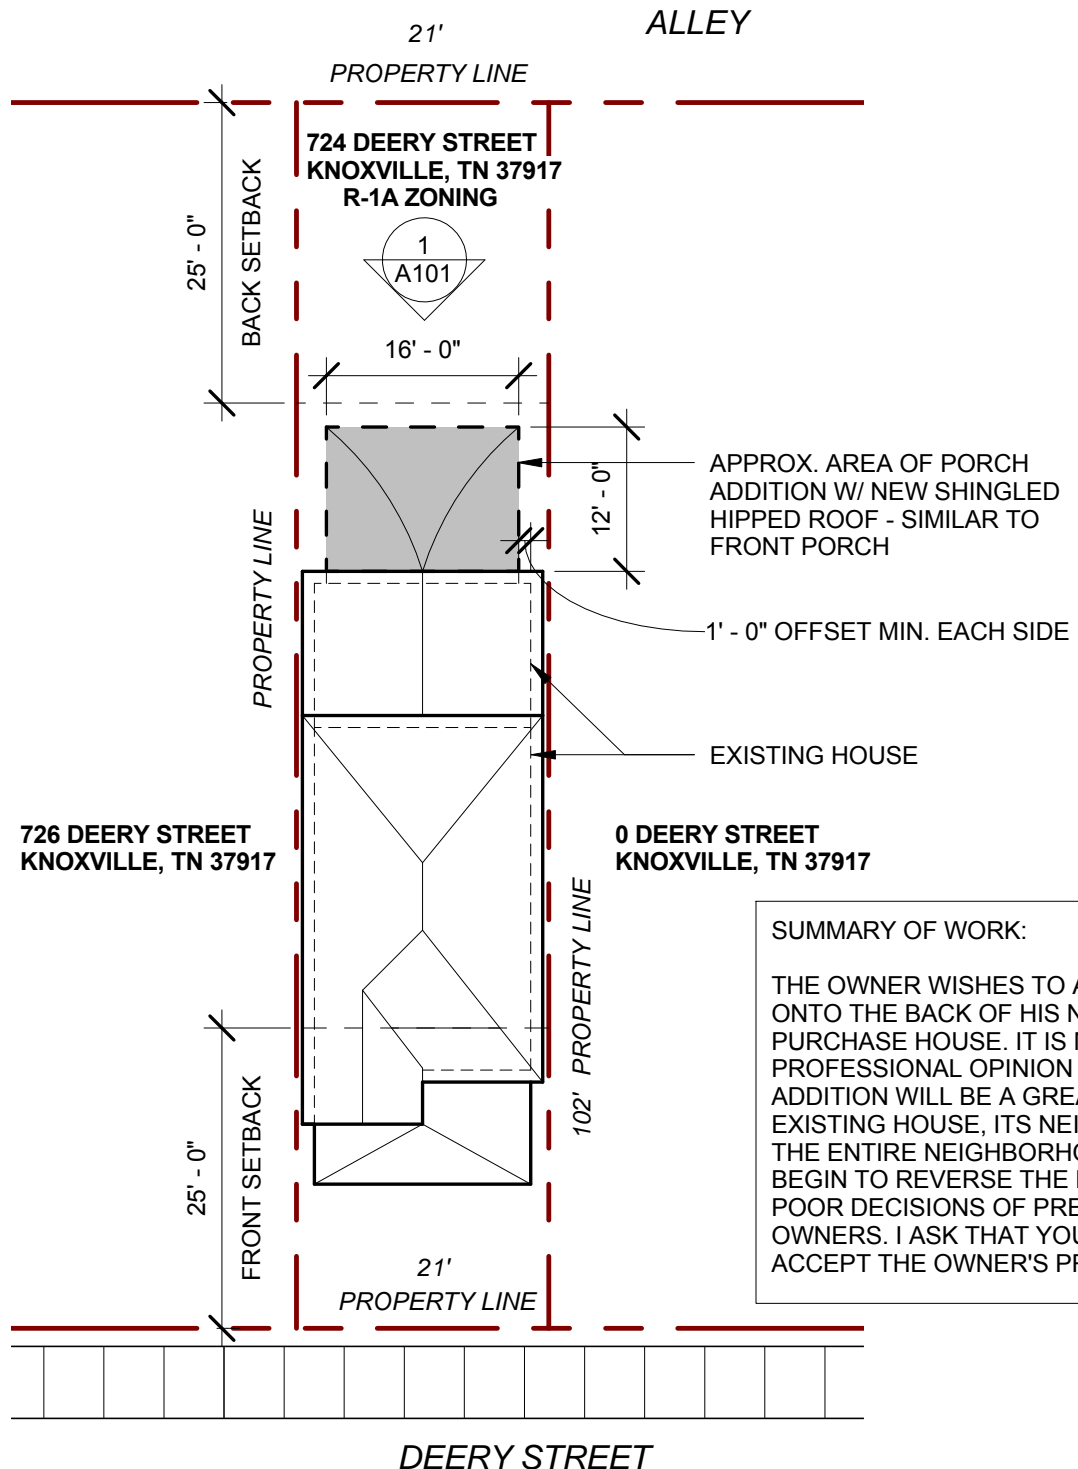 ALLEY
21'
PROPERTY LINE
724 DEERY STREET
KNOXVILLE, TN 37917
R-1A ZONING
1
A101
25' - 0"
BACK SETBACK
16' - 0"
12' - 0"
APPROX. AREA OF PORCH
ADDITION W/ NEW SHINGLED
HIPPED ROOF - SIMILAR TO
FRONT PORCH
PROPERTY LINE
1' - 0" OFFSET MIN. EACH SIDE
EXISTING HOUSE
726 DEERY STREET
KNOXVILLE, TN 37917
0 DEERY STREET
KNOXVILLE, TN 37917
102' PROPERTY LINE
SUMMARY OF WORK:
THE OWNER WISHES TO
ONTO THE BACK OF HIS
PURCHASE HOUSE. IT IS
PROFESSIONAL OPINION
ADDITION WILL BE A
EXISTING HOUSE, ITS
THE ENTIRE
BEGIN TO REVERSE THE
POOR DECISIONS OF
OWNERS. I ASK THAT
ACCEPT THE OWNER'S
25' - 0"
FRONT SETBACK
21'
PROPERTY LINE
DEERY STREET